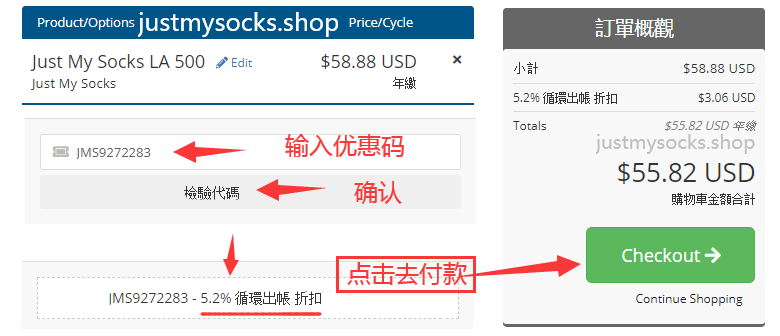 Product/Options justmysocks.shop Price/Cycle
Just My Socks LA 500 Edit $58.88 USD ×
Just My Socks 年繳
JMS9272283 输入优惠码
檢驗代碼 确认
JMS9272283 - 5.2% 循環出帳 折扣
訂單概觀
小計 $58.88 USD
5.2% 循環出帳 折扣 $3.06 USD
Totals $55.82 USD 年繳
justmysocks.shop
$55.82 USD
購物車金額合計
点击去付款 Checkout
Continue Shopping